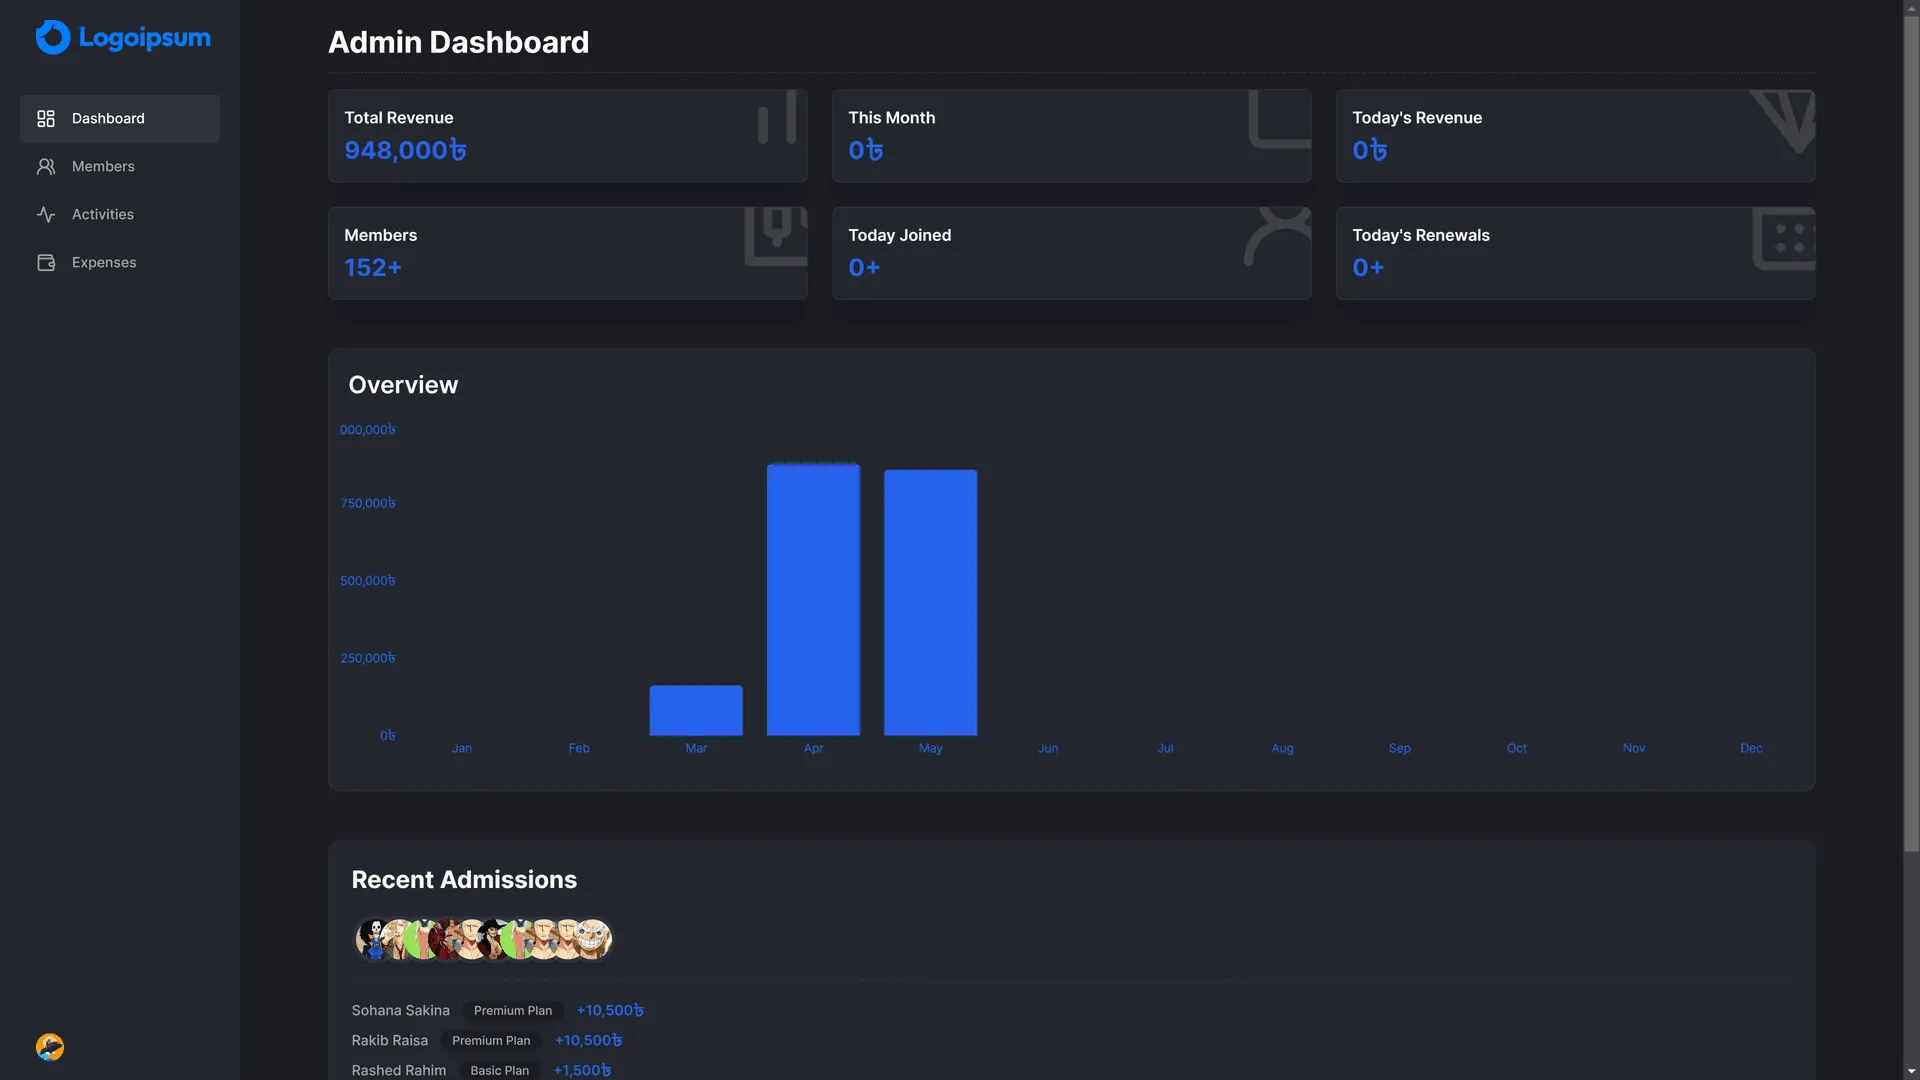 Logoipsum
Dashboard
Members
Activities
Expenses
Admin Dashboard
Total Revenue
948,000৳
This Month
0৳
Today's Revenue
0৳
Members
152+
Today Joined
0+
Today's Renewals
0+
Overview
000,000৳
750,000৳
500,000৳
250,000৳
0৳
Jan Feb Mar Apr May Jun Jul Aug Sep Oct Nov Dec
Recent Admissions
Sohana Sakina Premium Plan +10,500৳
Rakib Raisa Premium Plan +10,500৳
Rashed Rahim Basic Plan +1,500৳